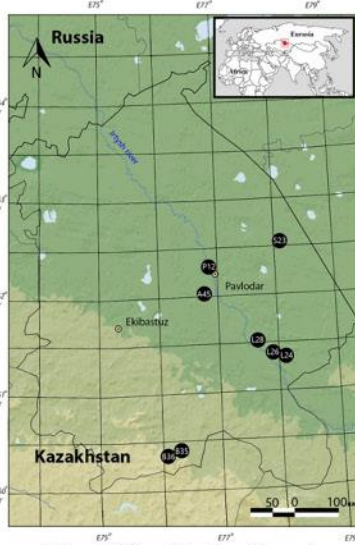 E75° E77° E79°
Russia
Eurasia
Africa
N
Irtysh river
S23
P12
Pavlodar
A45
Ekibastuz
L28
L26 L24
B35
B36
Kazakhstan
50 0 100
E75° E77° E79°